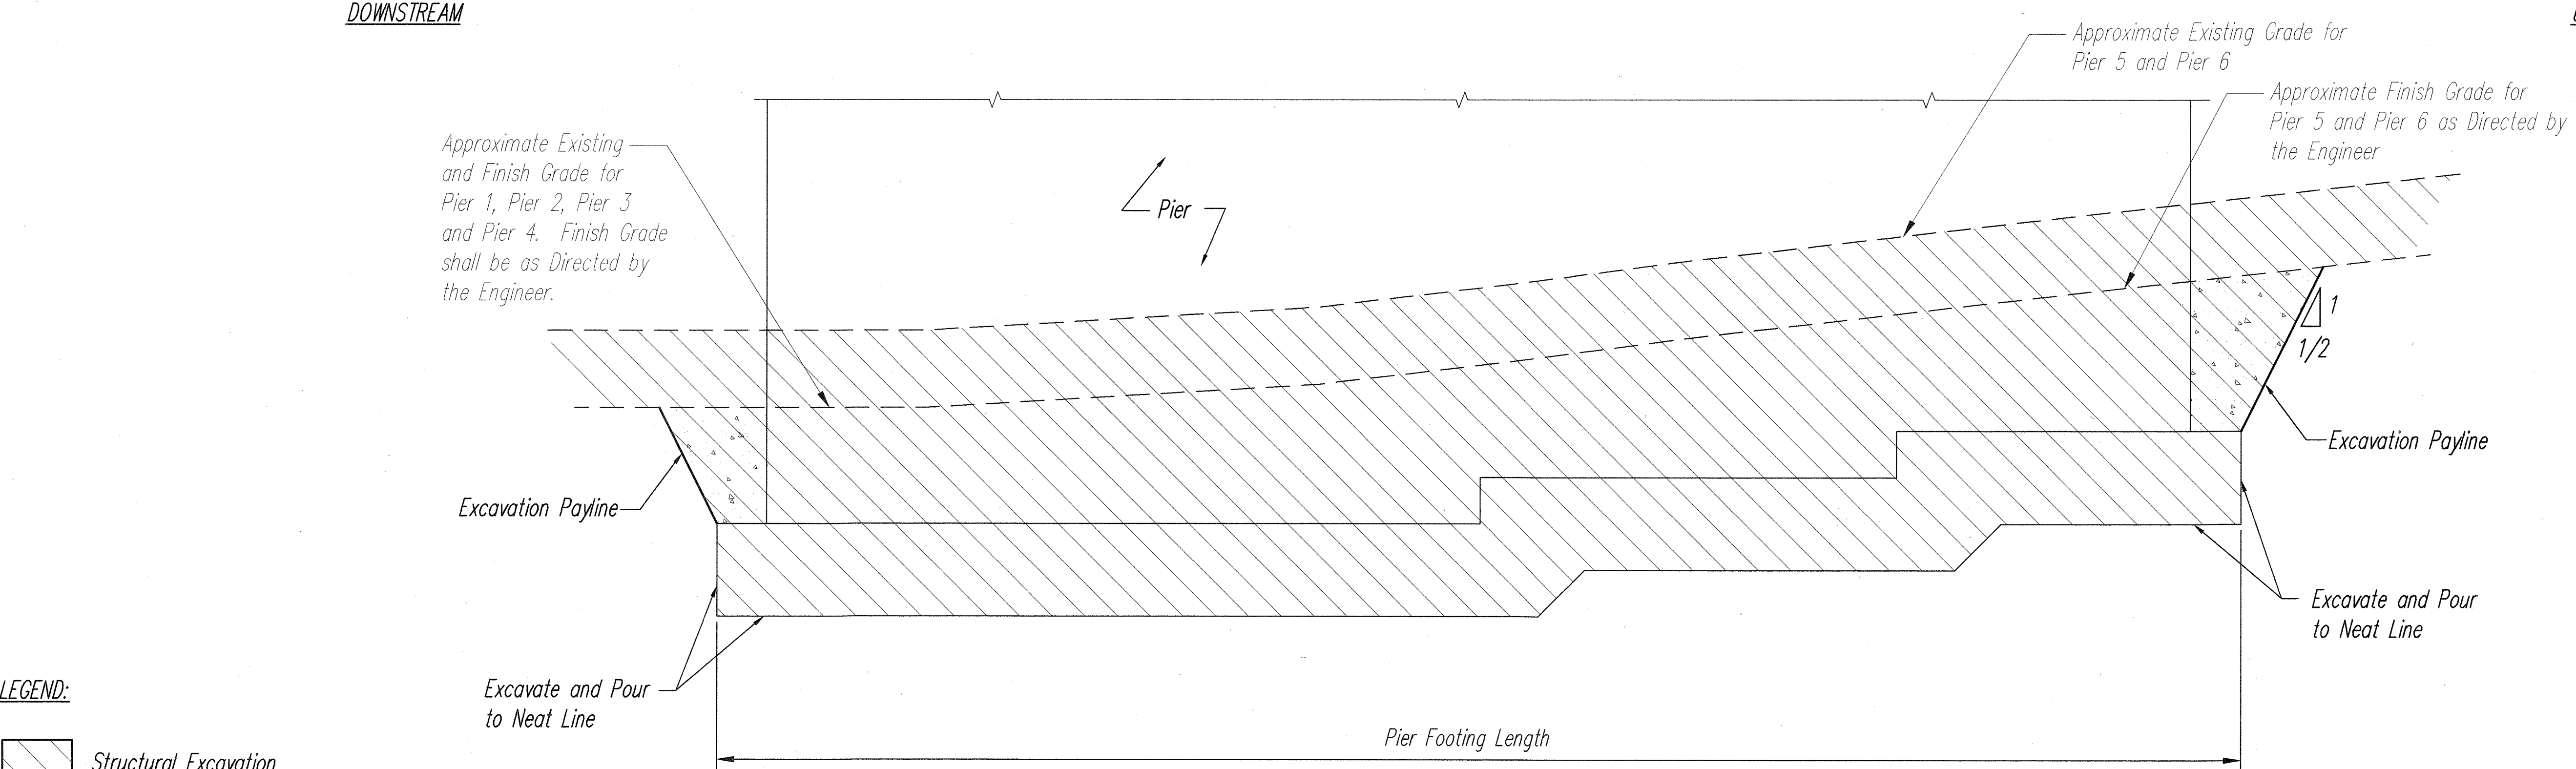 DOWNSTREAM
Approximate Existing Grade for
Pier 5 and Pier 6
Approximate Finish Grade for
Pier 5 and Pier 6 as Directed by
the Engineer
Approximate Existing
and Finish Grade for
Pier 1, Pier 2, Pier 3
and Pier 4. Finish Grade
shall be as Directed by
the Engineer.
Pier
1
1/2
Excavation Payline
Excavation Payline
Excavate and Pour
to Neat Line
Excavate and Pour
to Neat Line
LEGEND:
Structural Excavation
Pier Footing Length